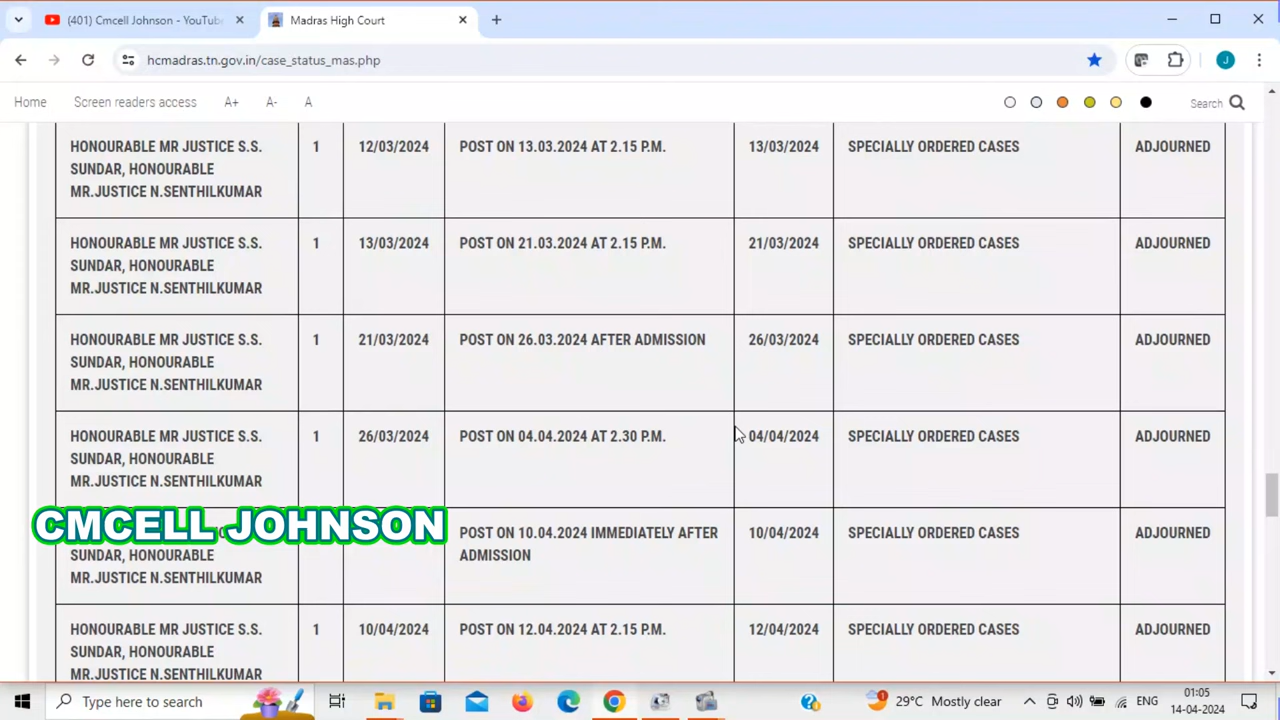 (401) Cmcell Johnson - YouTube
Madras High Court
hcmadras.tn.gov.in/case_status_mas.php
J
Home Screen readers access A+ A- A Search
HONOURABLE MR JUSTICE S.S. 1 12/03/2024 POST ON 13.03.2024 AT 2.15 P.M. 13/03/2024 SPECIALLY ORDERED CASES ADJOURNED
SUNDAR, HONOURABLE
MR.JUSTICE N.SENTHILKUMAR
HONOURABLE MR JUSTICE S.S. 1 13/03/2024 POST ON 21.03.2024 AT 2.15 P.M. 21/03/2024 SPECIALLY ORDERED CASES ADJOURNED
SUNDAR, HONOURABLE
MR.JUSTICE N.SENTHILKUMAR
HONOURABLE MR JUSTICE S.S. 1 21/03/2024 POST ON 26.03.2024 AFTER ADMISSION 26/03/2024 SPECIALLY ORDERED CASES ADJOURNED
SUNDAR, HONOURABLE
MR.JUSTICE N.SENTHILKUMAR
HONOURABLE MR JUSTICE S.S. 1 26/03/2024 POST ON 04.04.2024 AT 2.30 P.M. 04/04/2024 SPECIALLY ORDERED CASES ADJOURNED
SUNDAR, HONOURABLE
MR.JUSTICE N.SENTHILKUMAR
CMCELL JOHNSON
POST ON 10.04.2024 IMMEDIATELY AFTER 10/04/2024 SPECIALLY ORDERED CASES ADJOURNED
SUNDAR, HONOURABLE ADMISSION
MR.JUSTICE N.SENTHILKUMAR
HONOURABLE MR JUSTICE S.S. 1 10/04/2024 POST ON 12.04.2024 AT 2.15 P.M. 12/04/2024 SPECIALLY ORDERED CASES ADJOURNED
SUNDAR, HONOURABLE
MR.JUSTICE N.SENTHILKUMAR
Type here to search
29°C Mostly clear
ENG
01:05
14-04-2024